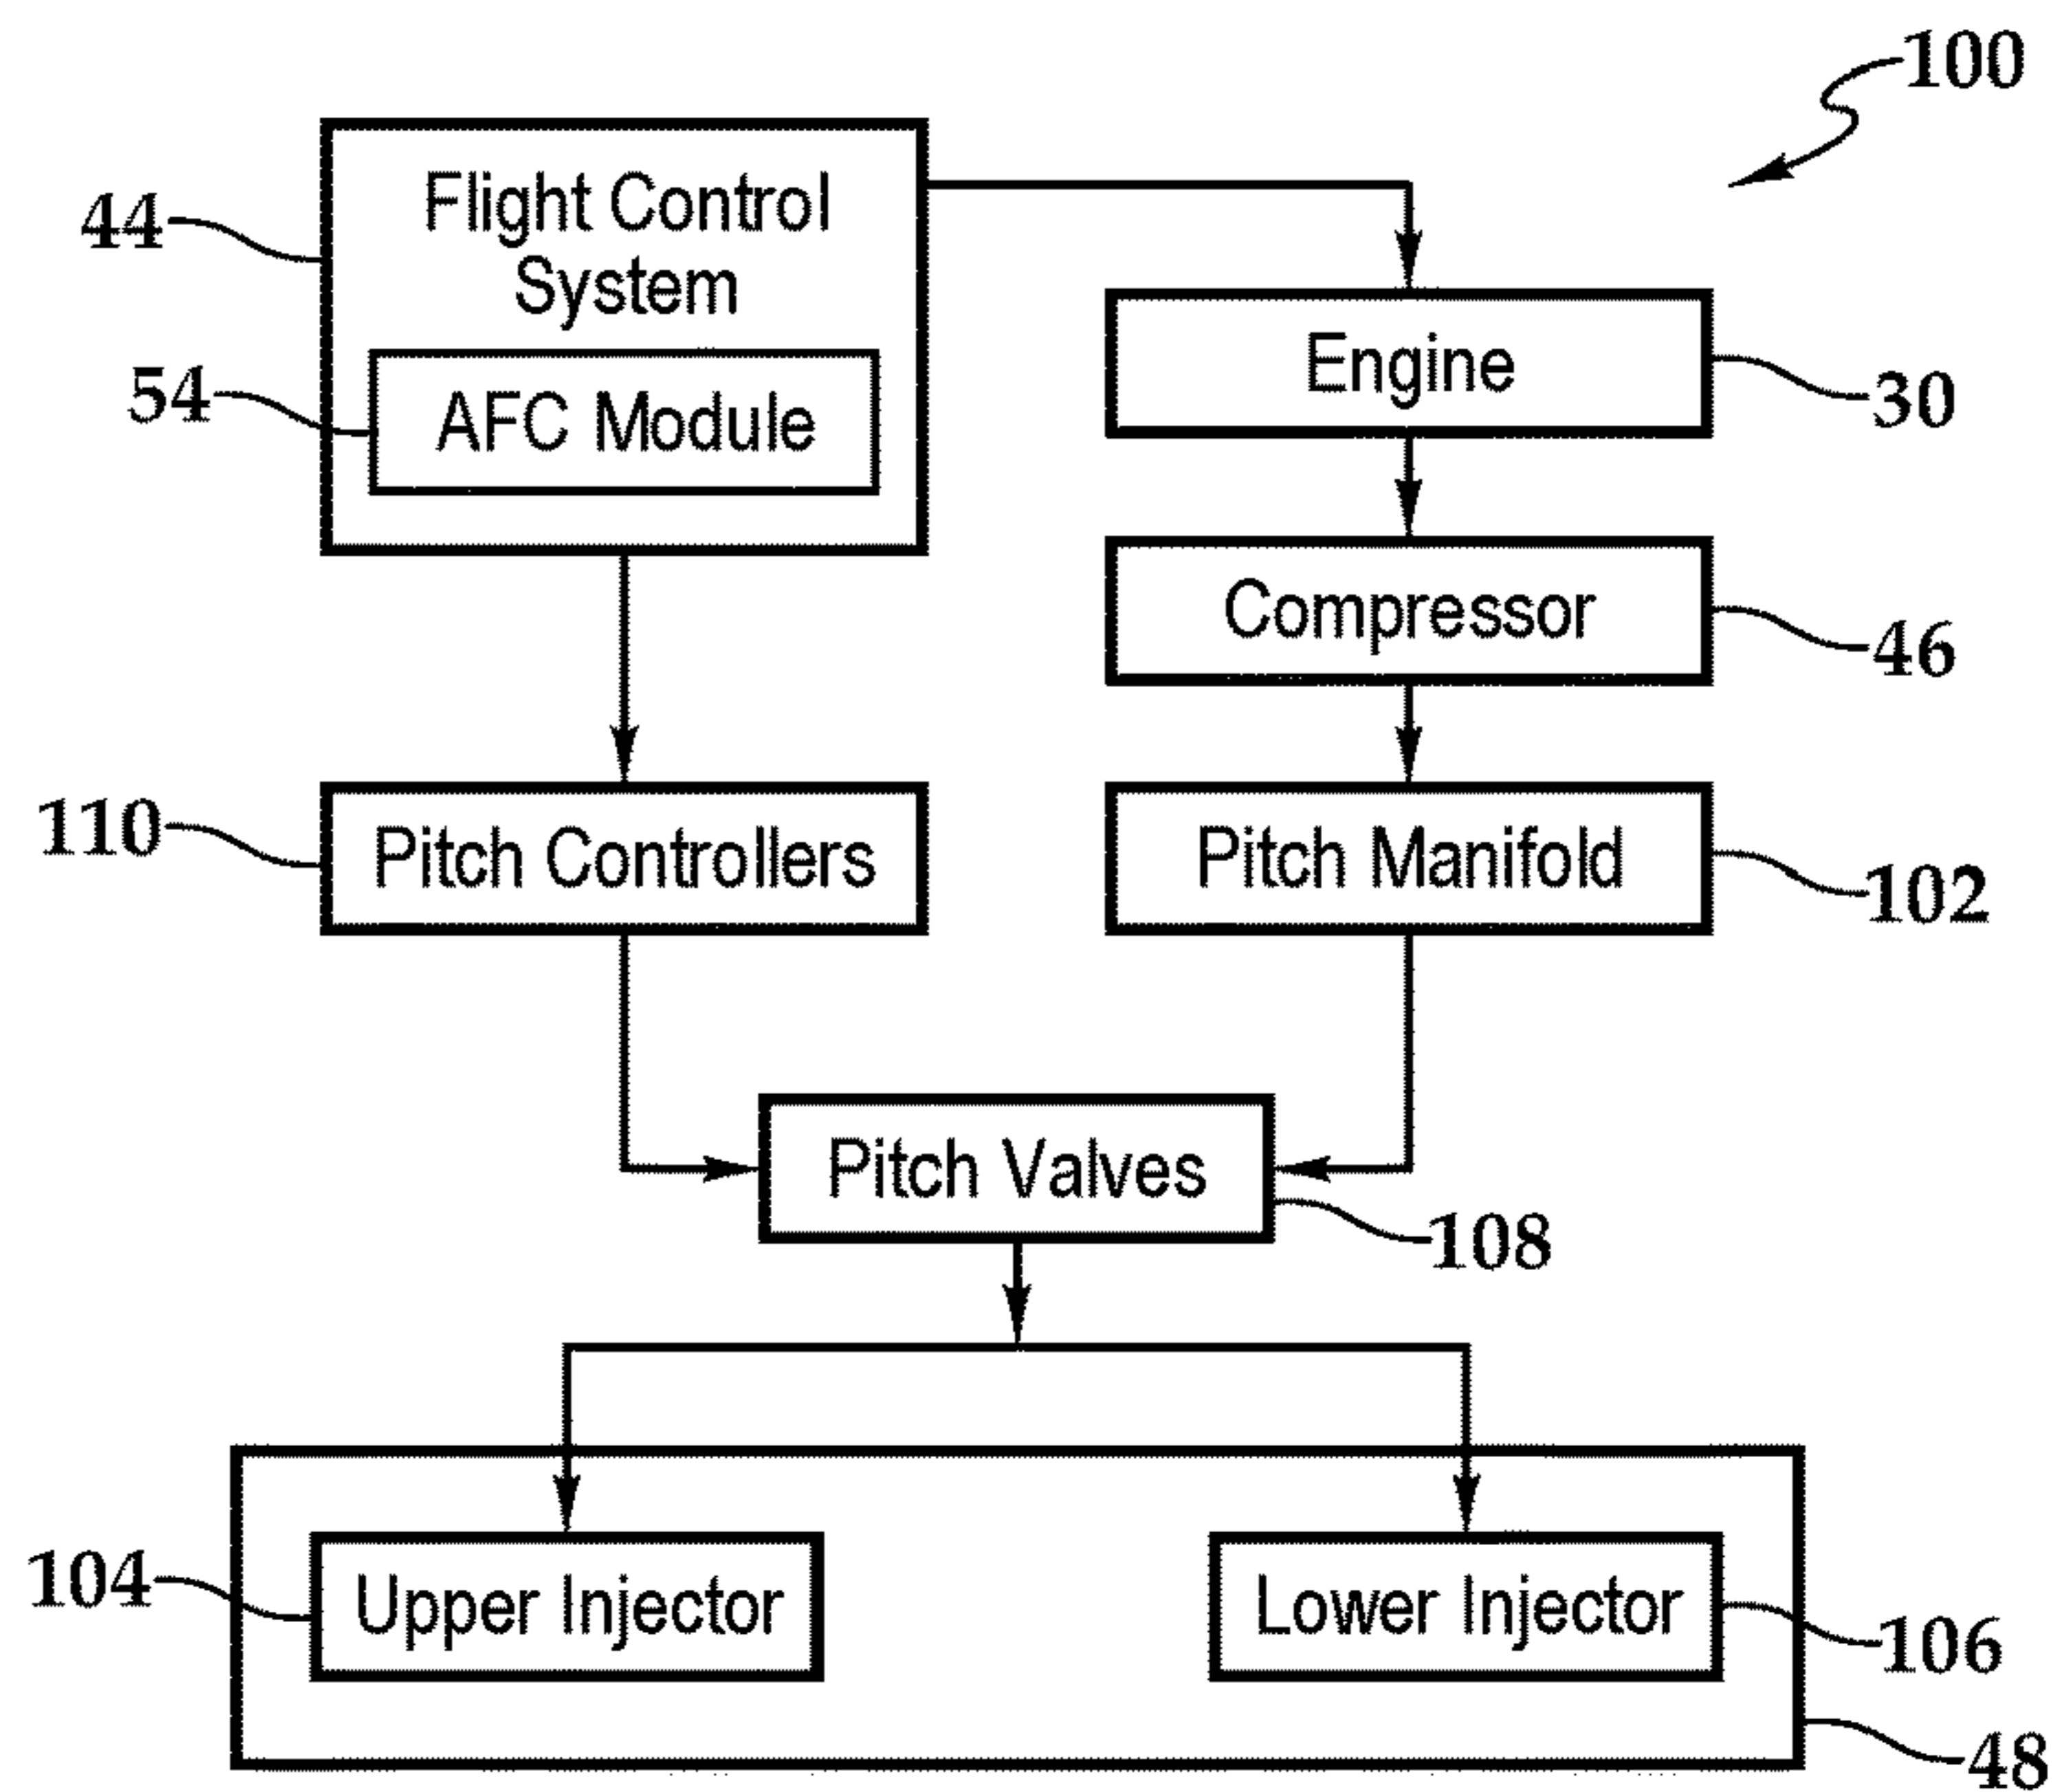 100
44
Flight Control
System
54
AFC Module
Engine
30
Compressor
46
110
Pitch Controllers
Pitch Manifold
102
Pitch Valves
108
104
Upper Injector
Lower Injector
106
48